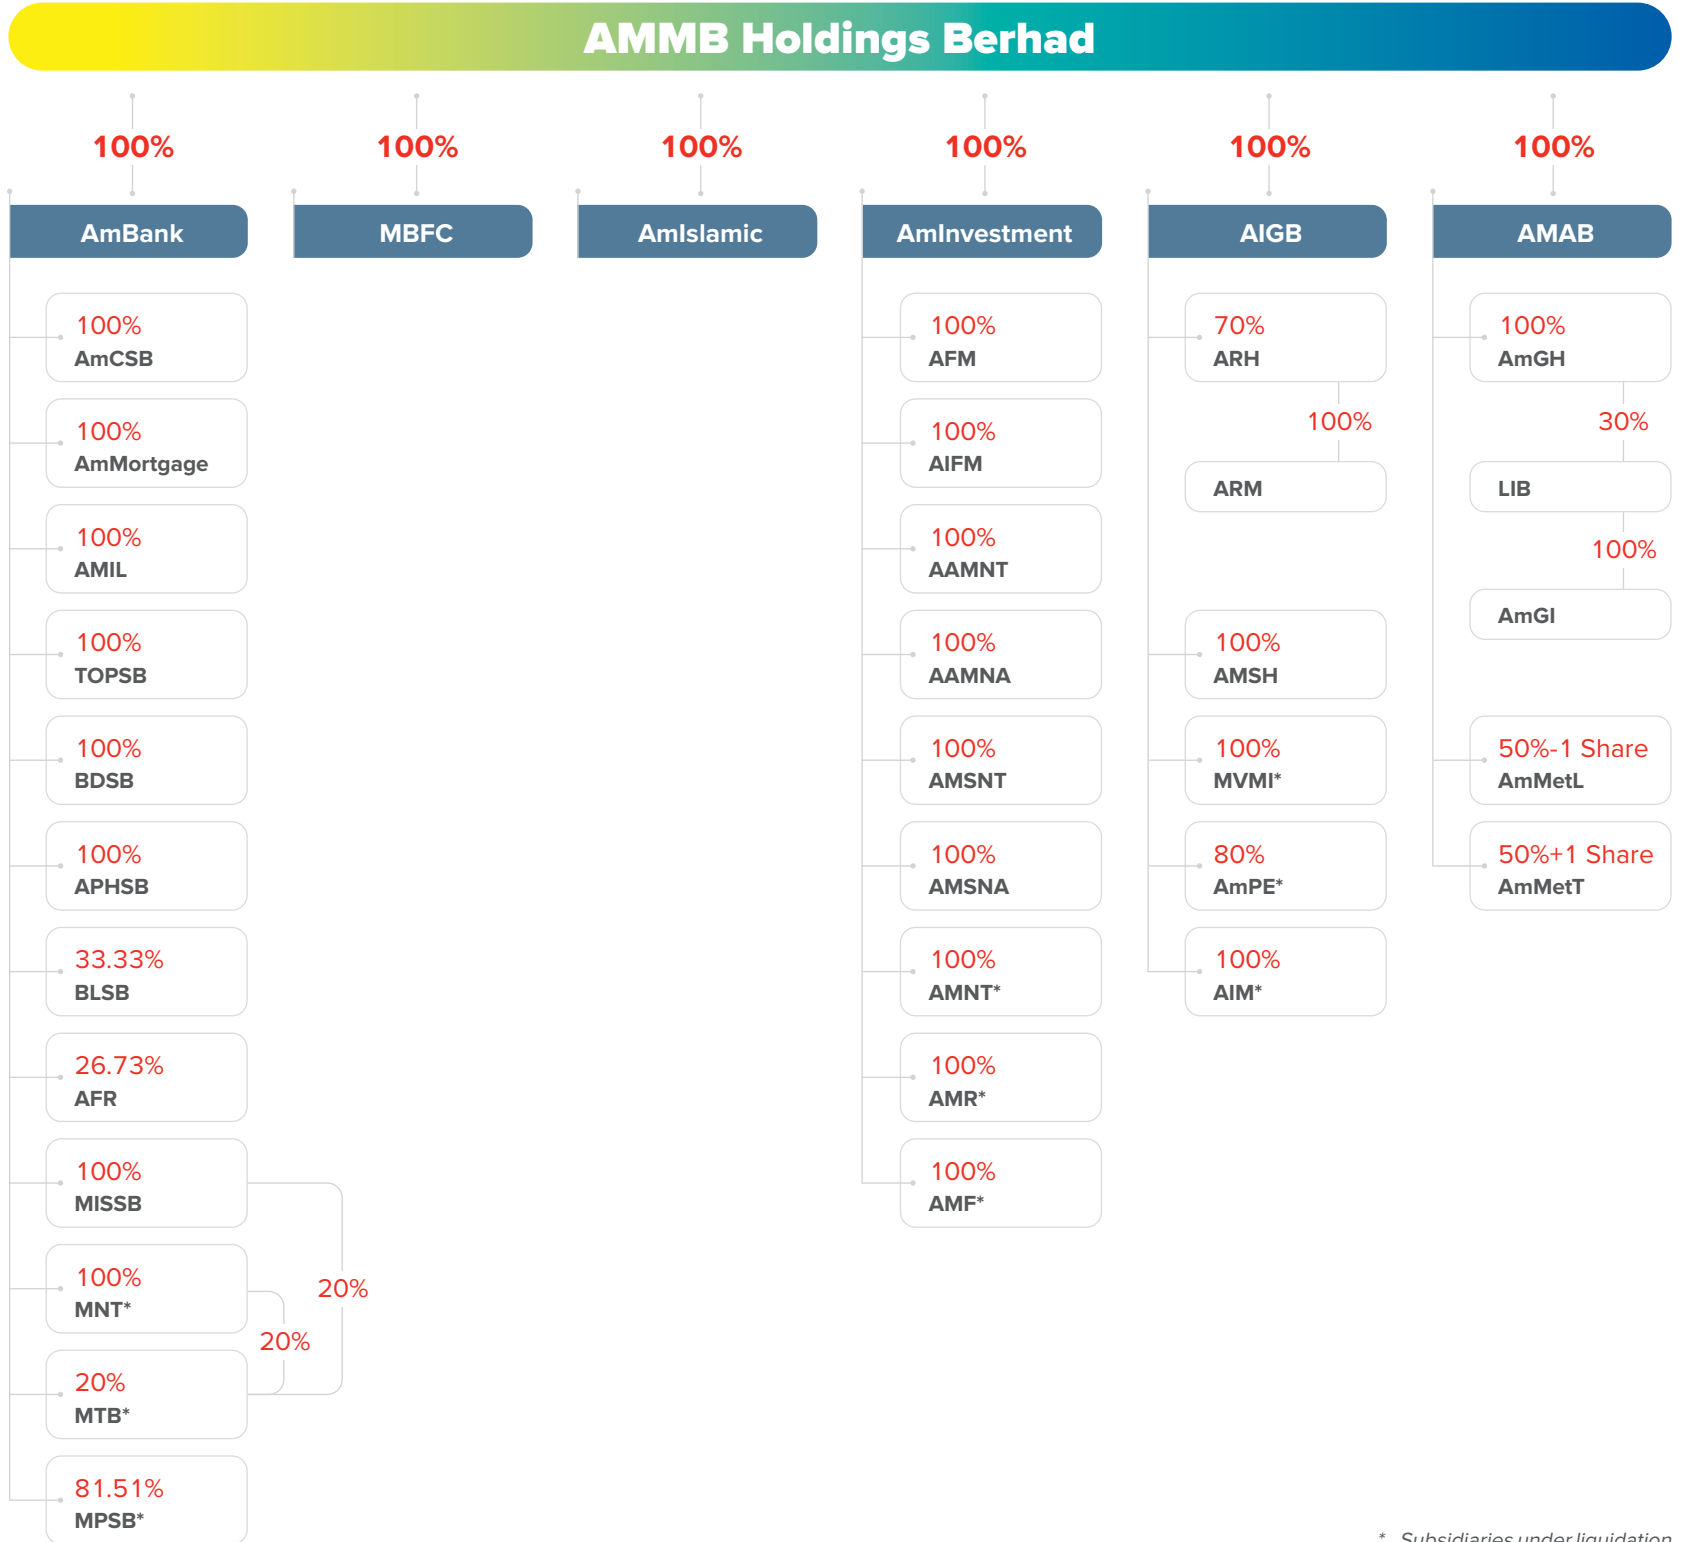 AMMB Holdings Berhad
100%
AmBank
100%
AmCSB
100%
AmMortgage
100%
AMIL
100%
TOPSB
100%
BDSB
100%
APHSB
33.33%
BLSB
26.73%
AFR
100%
MISSB
100%
MNT*
20%
MTB*
20%
20%
81.51%
MPSB*
100%
MBFC
100%
AmIslamic
100%
AmInvestment
100%
AFM
100%
AIFM
100%
AAMNT
100%
AAMNA
100%
AMSNT
100%
AMSNA
100%
AMNT*
100%
AMR*
100%
AMF*
100%
AIGB
70%
ARH
100%
ARM
100%
AMSH
100%
MVMI*
80%
AmPE*
100%
AIM*
100%
AMAB
100%
AmGH
30%
LIB
100%
AmGI
50%-1 Share
AmMetL
50%+1 Share
AmMetT
* Subsidiaries under liquidation